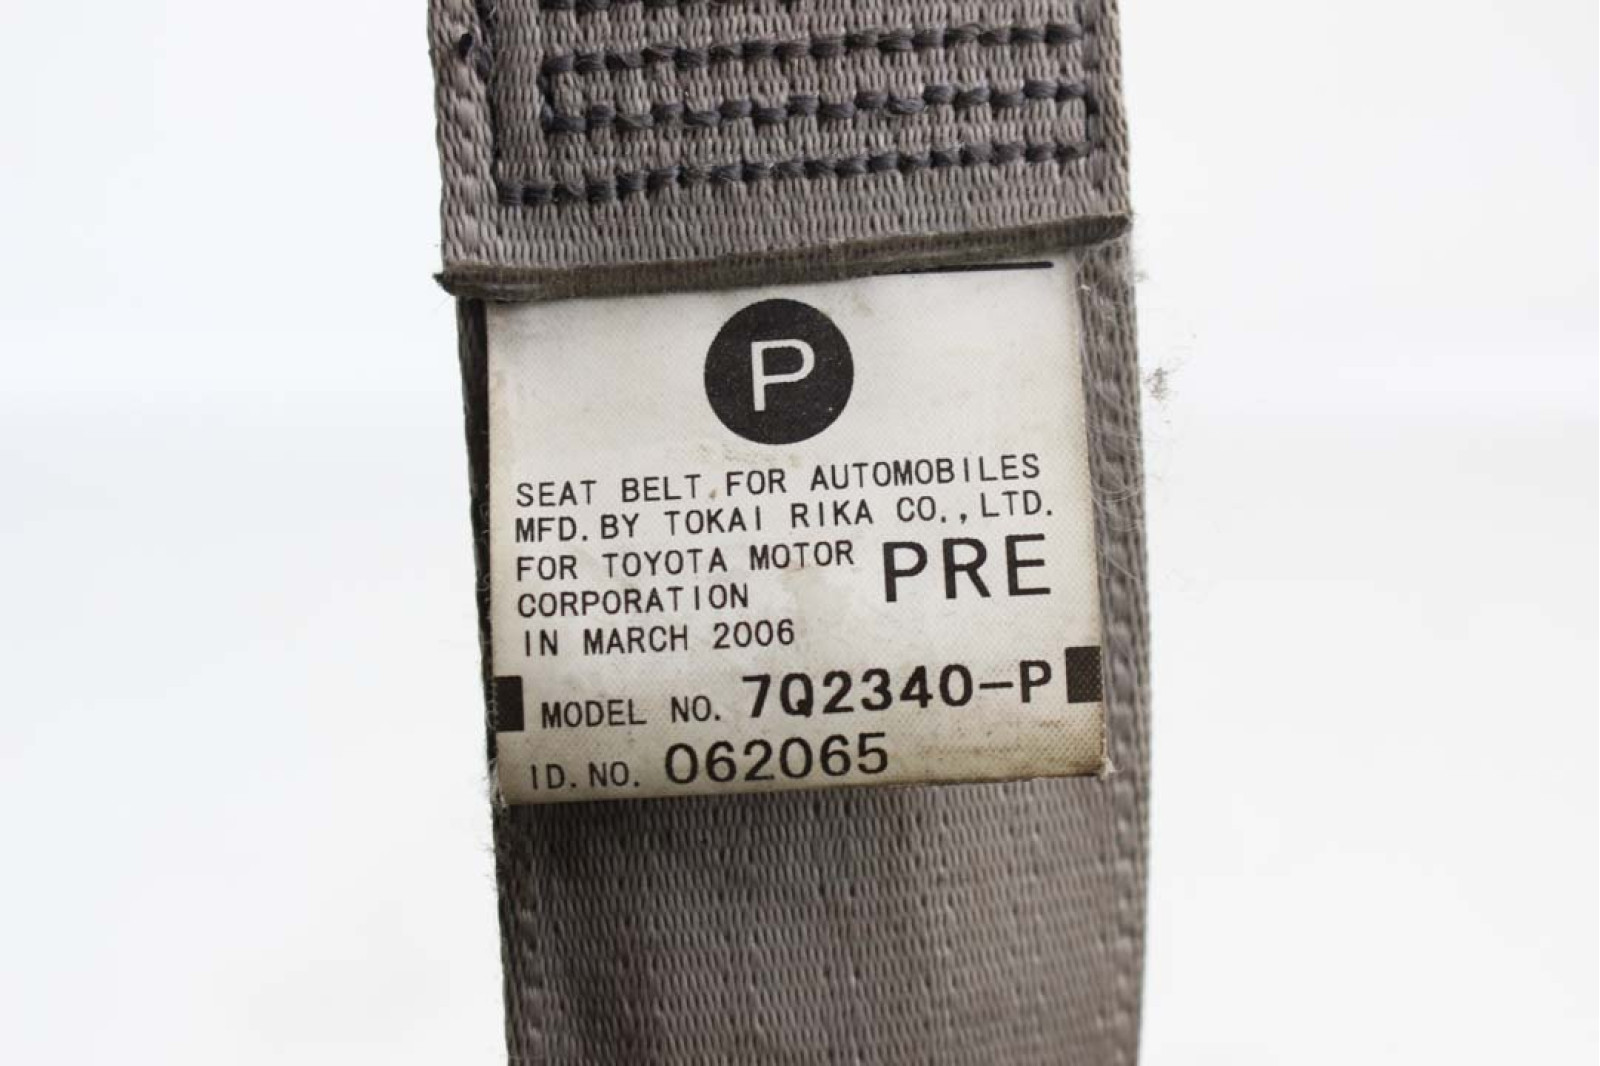 P
SEAT BELT FOR AUTOMOBILES
MFD. BY TOKAI RIKA CO., LTD.
FOR TOYOTA MOTOR PRE
CORPORATION
IN MARCH 2006
MODEL NO. 7Q2340-P
ID. NO. 062065